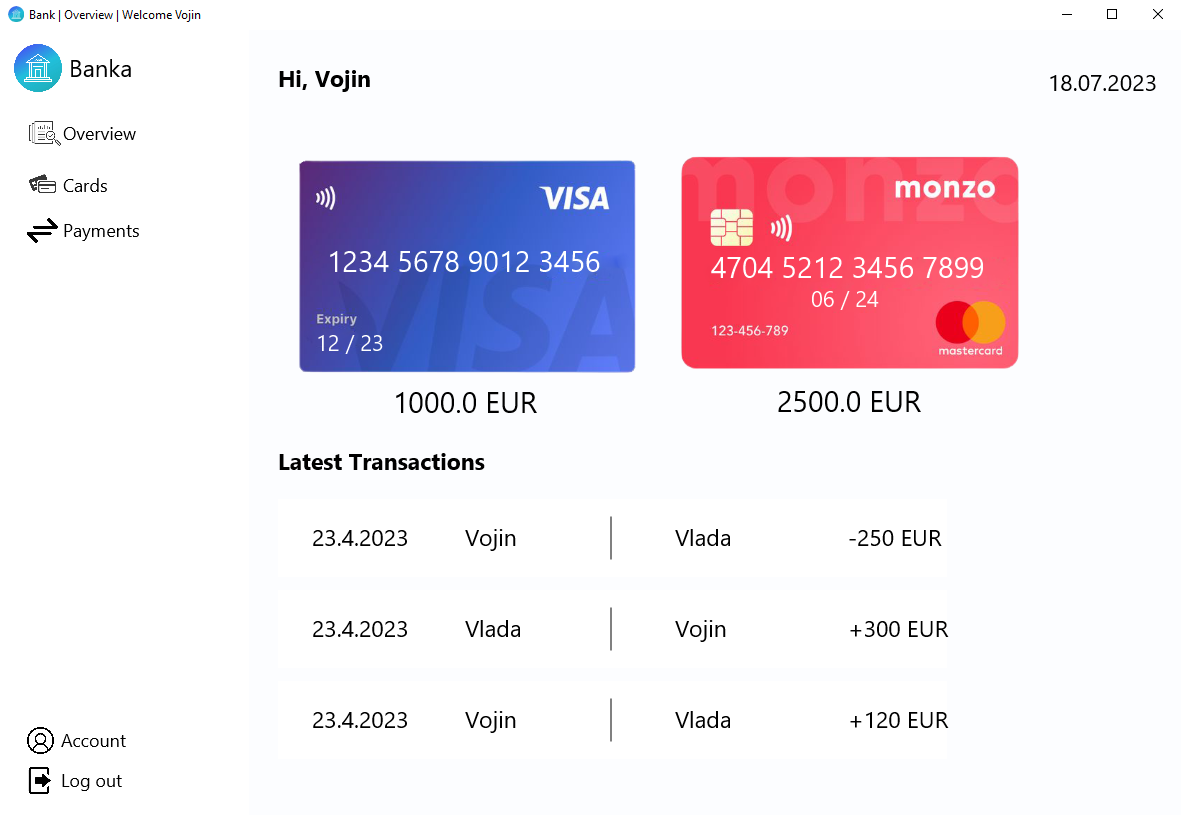 Bank | Overview | Welcome Vojin
Banka
Overview
Cards
Payments
Account
Log out
Hi, Vojin
18.07.2023
VISA
1234 5678 9012 3456
VISA
Expiry
12 / 23
1000.0 EUR
monzo
monzo
4704 5212 3456 7899
06 / 24
123-456-789
mastercard
2500.0 EUR
Latest Transactions
23.4.2023 Vojin Vlada -250 EUR
23.4.2023 Vlada Vojin +300 EUR
23.4.2023 Vojin Vlada +120 EUR